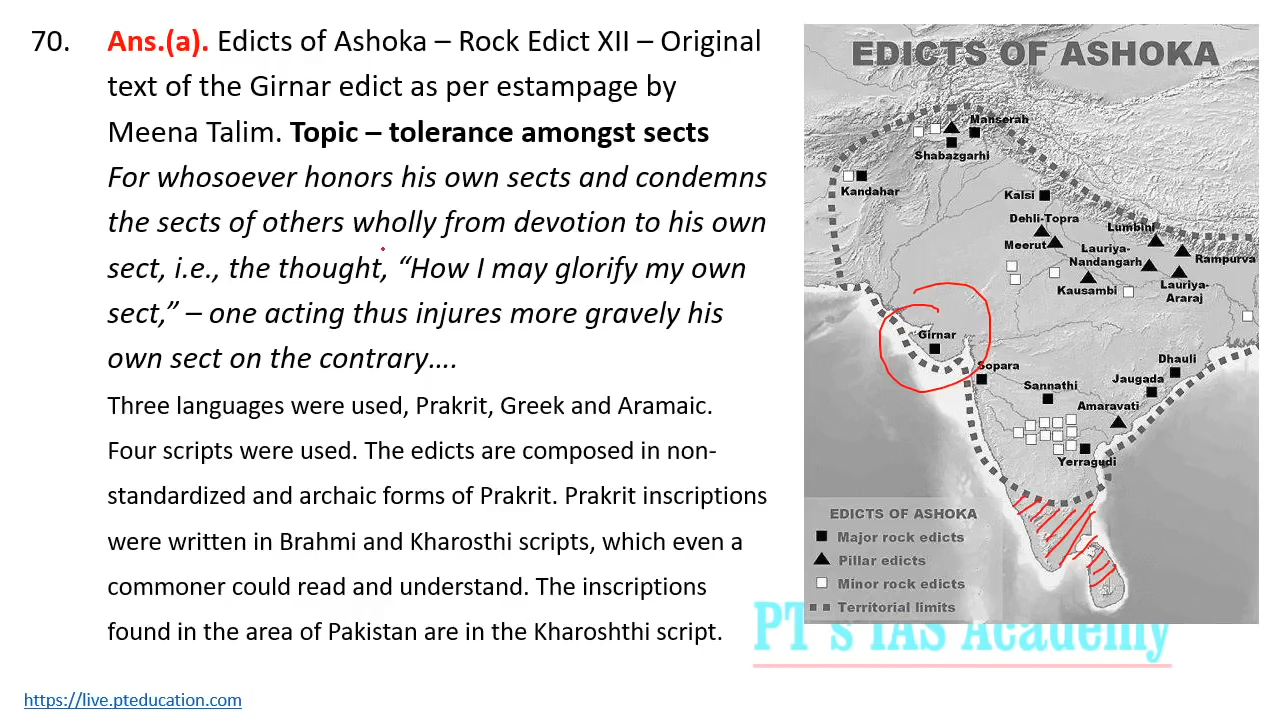 70. Ans.(a). Edicts of Ashoka – Rock Edict XII – Original
text of the Girnar edict as per estampage by
Meena Talim. Topic – tolerance amongst sects
For whosoever honors his own sects and condemns
the sects of others wholly from devotion to his own
sect, i.e., the thought, “How I may glorify my own
sect,” – one acting thus injures more gravely his
own sect on the contrary….
Three languages were used, Prakrit, Greek and Aramaic.
Four scripts were used. The edicts are composed in non-
standardized and archaic forms of Prakrit. Prakrit inscriptions
were written in Brahmi and Kharosthi scripts, which even a
commoner could read and understand. The inscriptions
found in the area of Pakistan are in the Kharoshthi script.
https://live.pteducation.com
EDICTS OF ASHOKA
Manserah
Shabazgarhi
Kandahar
Kalsi
Dehli-Topra
Lumbini
Meerut
Lauriya-
Nandangarh
Rampurva
Kausambi
Lauriya-
Araraj
Girnar
Sopara
Dhauli
Sannathi
Jaugada
Amaravati
Yerragudi
EDICTS OF ASHOKA
Major rock edicts
Pillar edicts
Minor rock edicts
Territorial limits
PT's IAS Academy